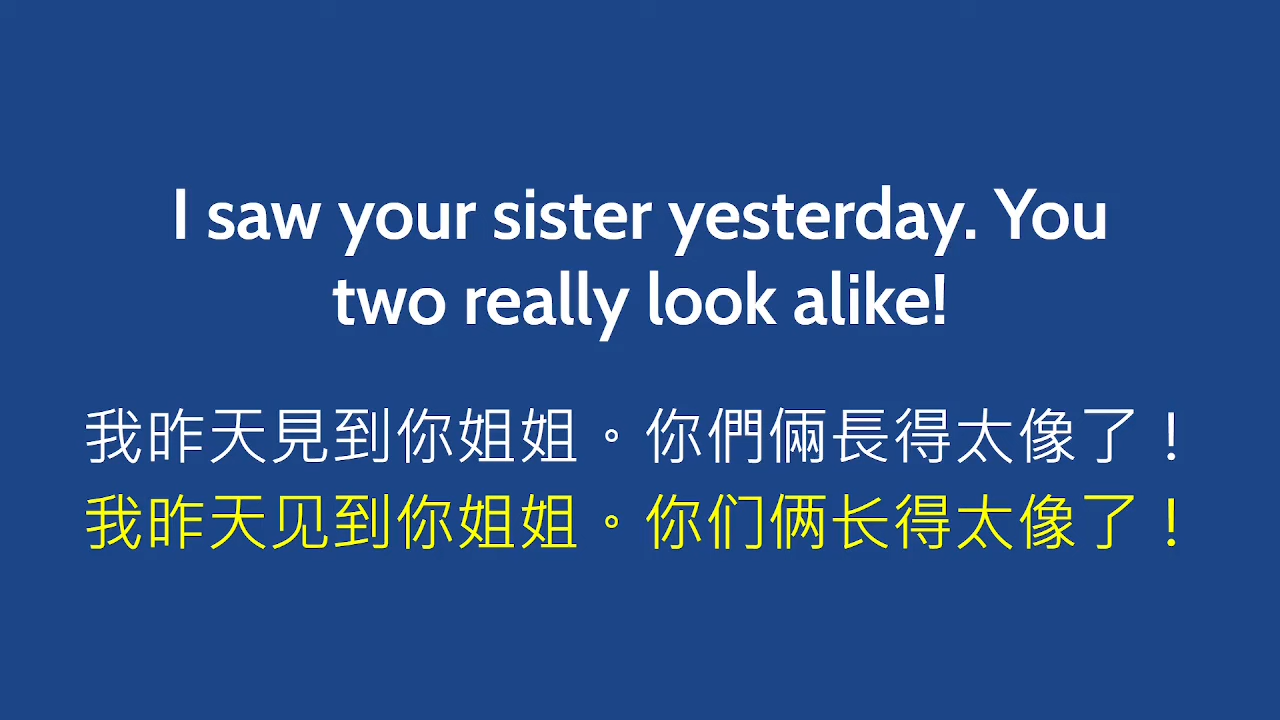 I saw your sister yesterday. You
two really look alike!
我昨天見到你姐姐。你們倆長得太像了！
我昨天见到你姐姐。你们俩长得太像了！